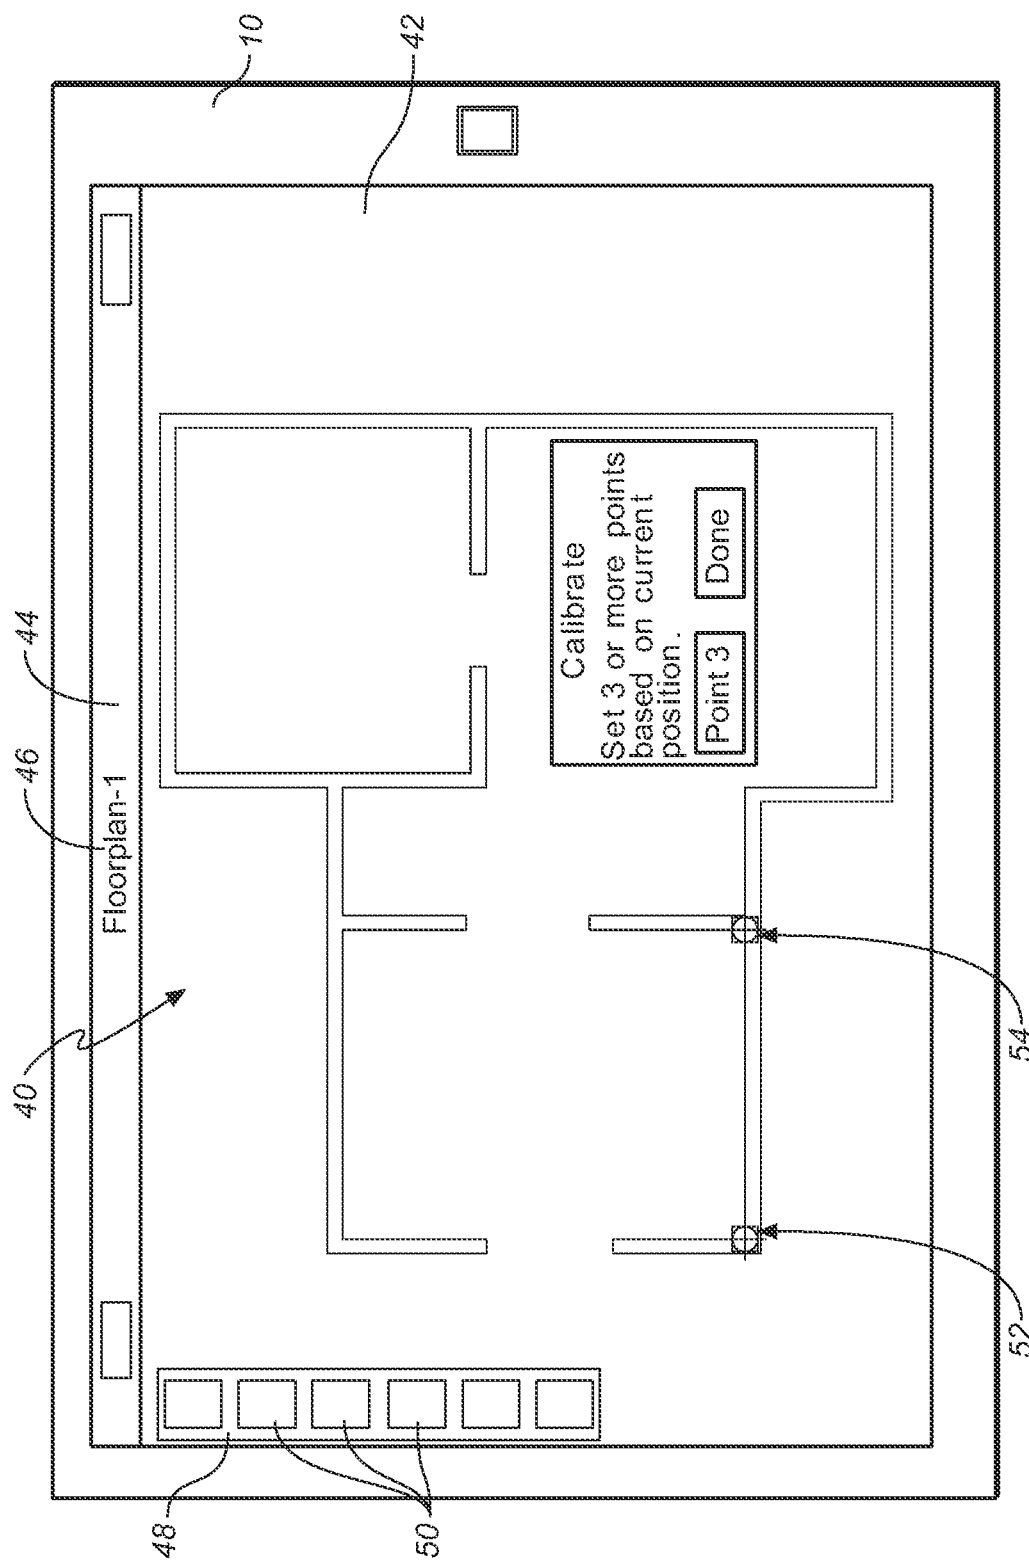 10
42
44
46
Floorplan-1
40
Calibrate
Set 3 or more points
based on current
position.
Point 3
Done
54
52
48
50